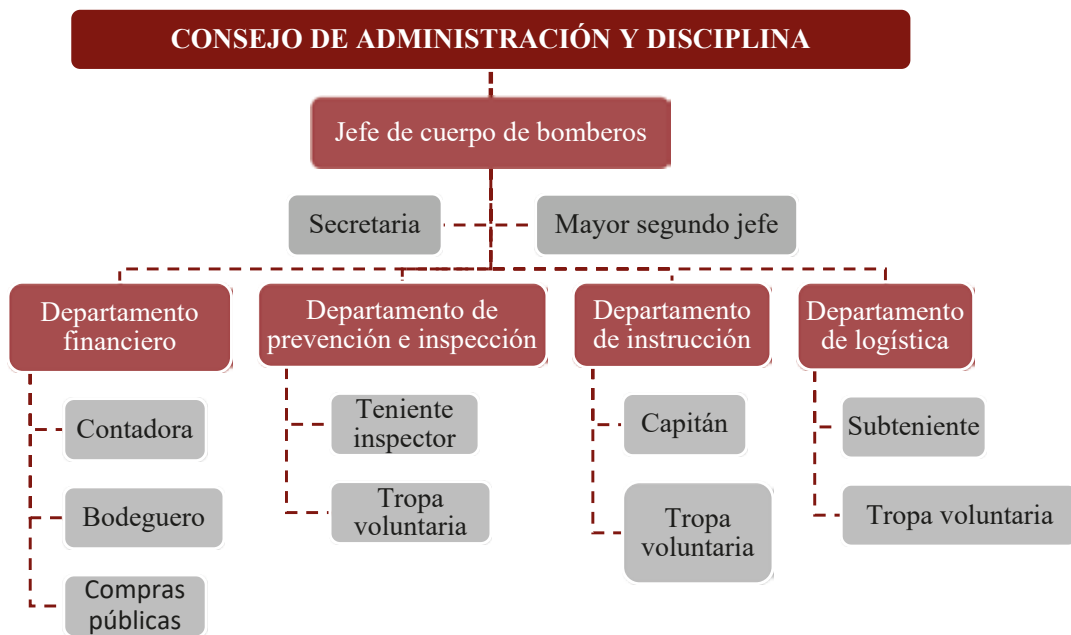 CONSEJO DE ADMINISTRACIÓN Y DISCIPLINA
Jefe de cuerpo de bomberos
Secretaria
Mayor segundo jefe
Departamento
financiero
Contadora
Bodeguero
Compras
públicas
Departamento de
prevención e inspección
Teniente
inspector
Tropa
voluntaria
Departamento
de instrucción
Capitán
Tropa
voluntaria
Departamento
de logística
Subteniente
Tropa voluntaria